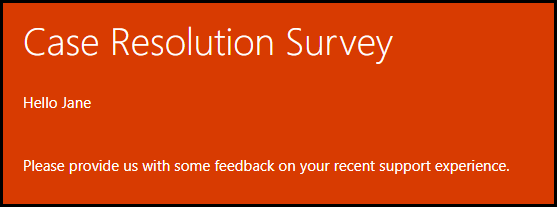 Case Resolution Survey
Hello Jane
Please provide us with some feedback on your recent support experience.